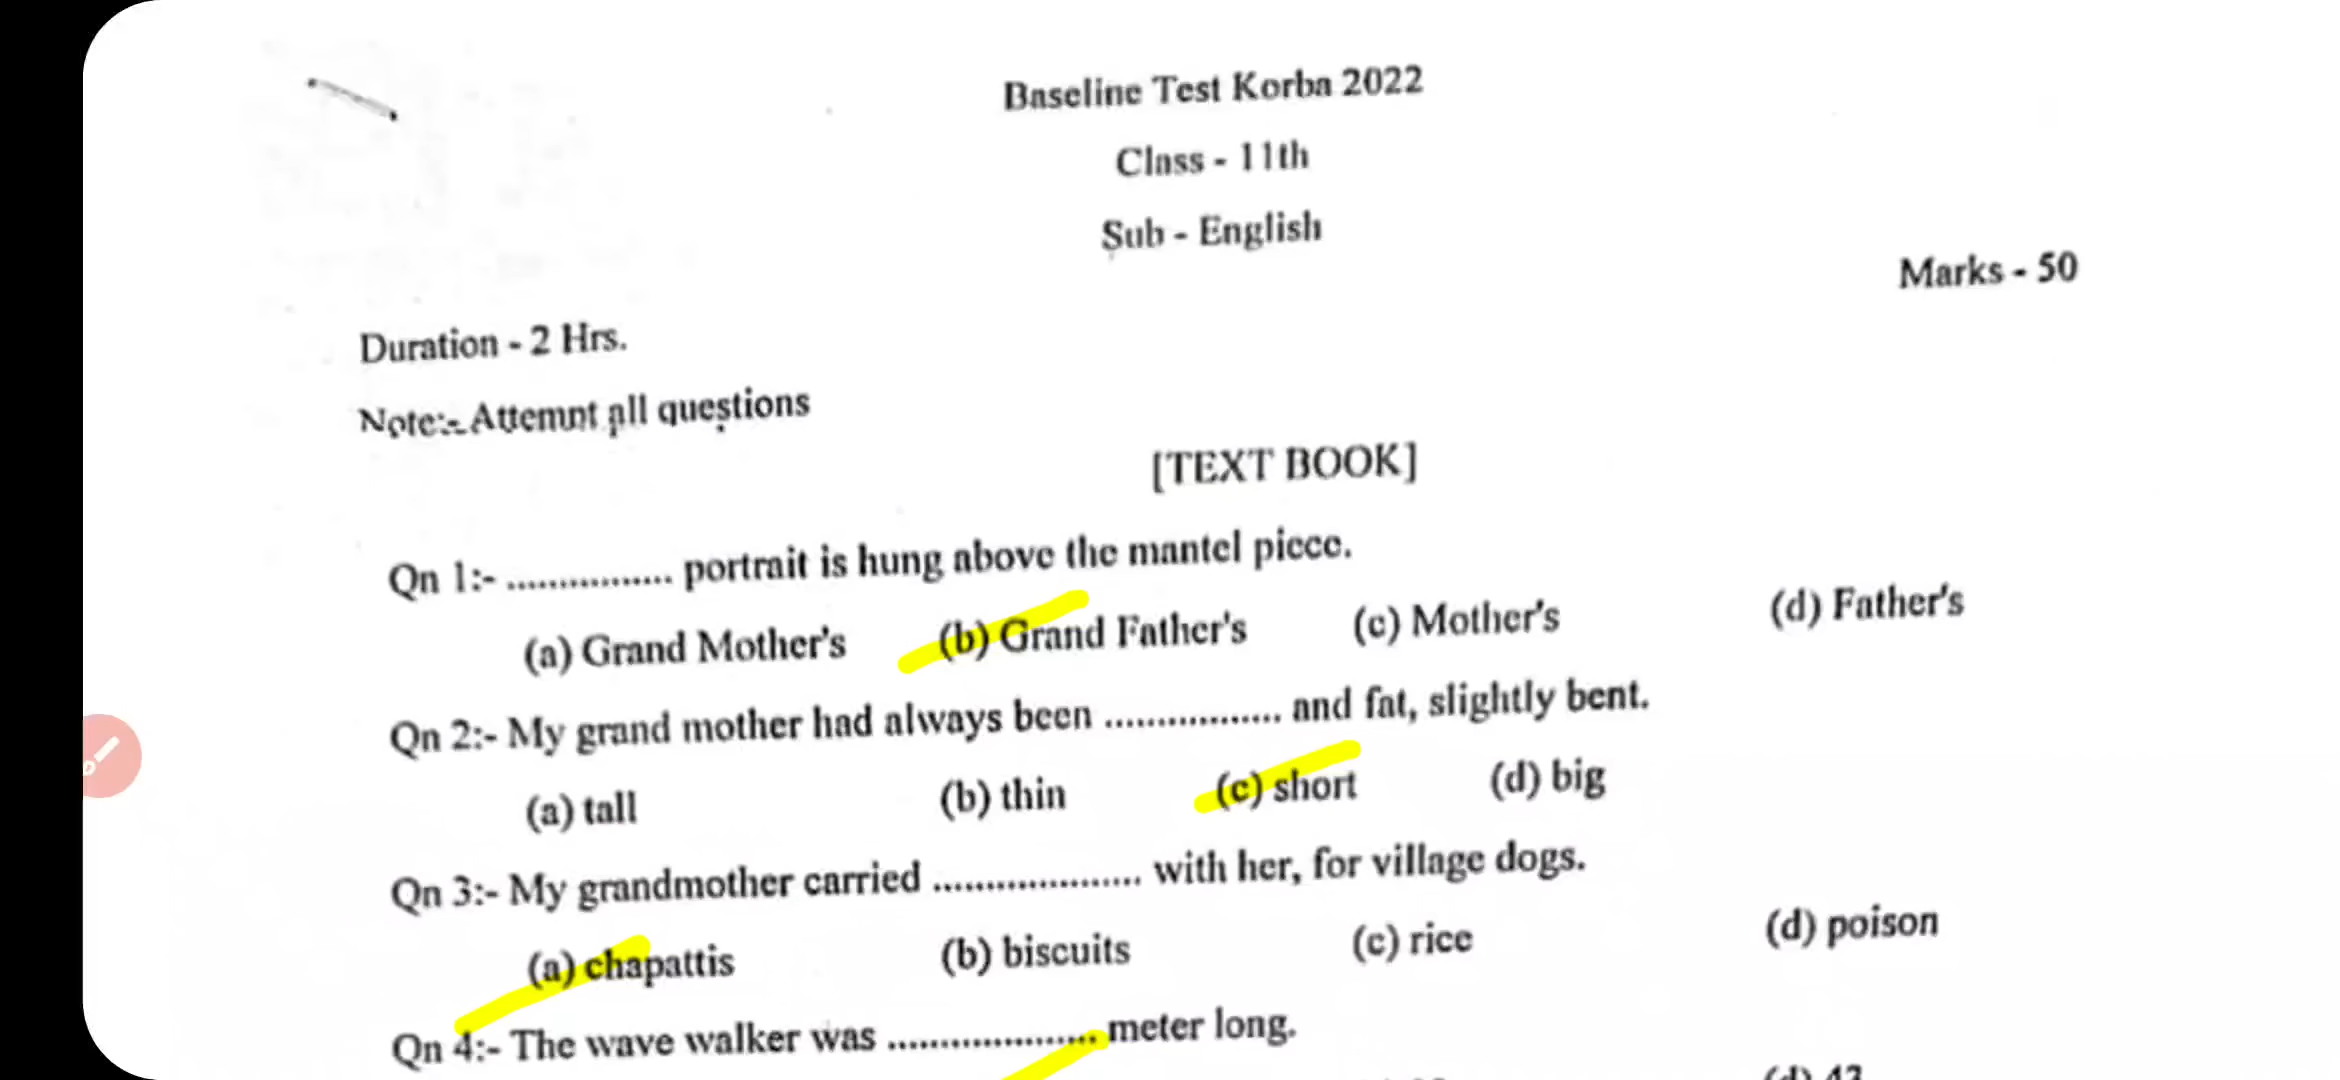 Baseline Test Korba 2022
Class - 11th
Sub - English
Marks - 50
Duration - 2 Hrs.
Note:- Attempt all questions
[TEXT BOOK]
Qn 1:- ................ portrait is hung above the mantel piece.
(a) Grand Mother's (b) Grand Father's (c) Mother's (d) Father's
Qn 2:- My grand mother had always been ................. and fat, slightly bent.
(a) tall (b) thin (c) short (d) big
Qn 3:- My grandmother carried .................... with her, for village dogs.
(a) chapattis (b) biscuits (c) rice (d) poison
Qn 4:- The wave walker was .................... meter long.